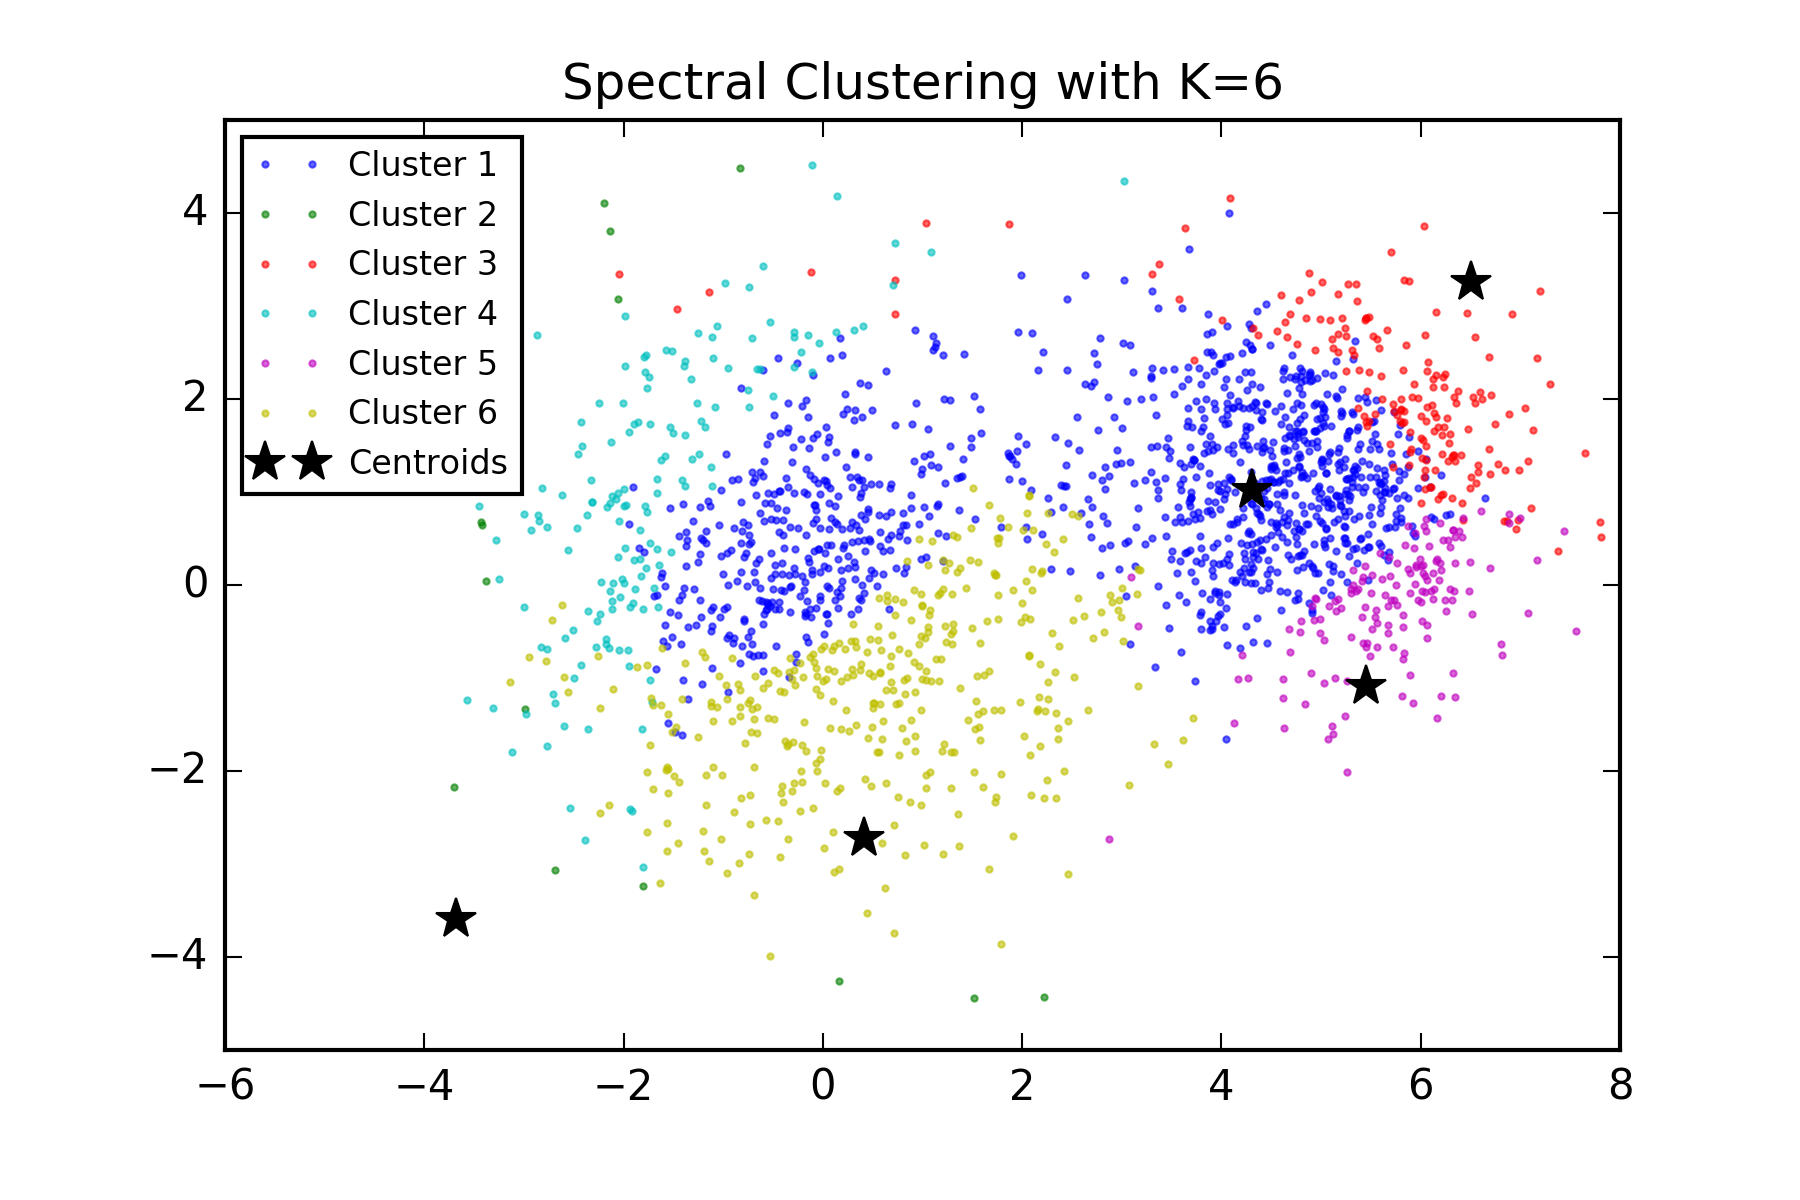 Spectral Clustering with K=6
Cluster 1
Cluster 2
Cluster 3
Cluster 4
Cluster 5
Cluster 6
Centroids
4
2
0
−2
−4
−6 −4 −2 0 2 4 6 8